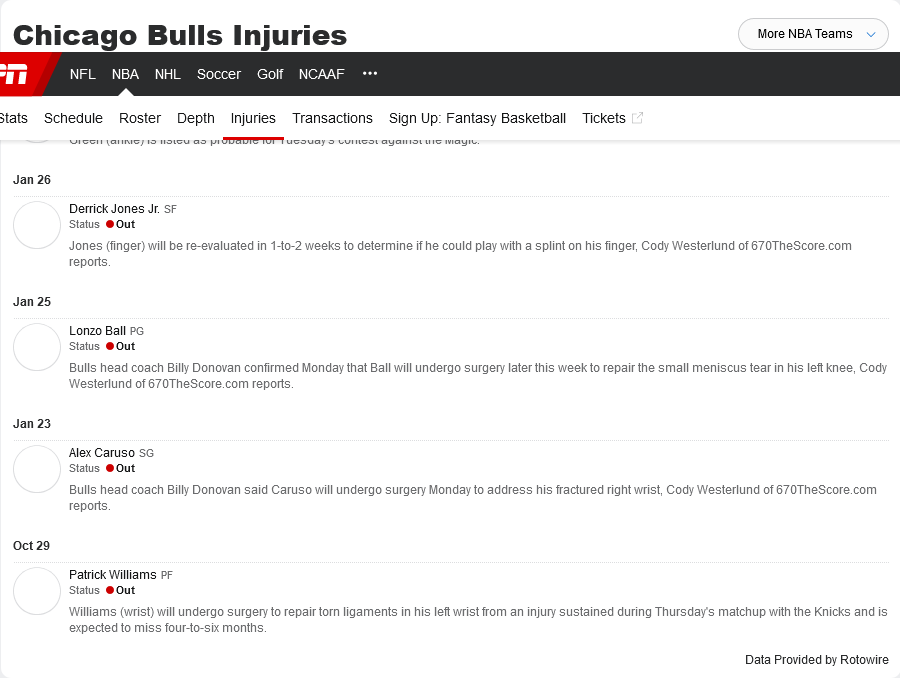 Chicago Bulls Injuries
More NBA Teams
NFL NBA NHL Soccer Golf NCAAF
Stats Schedule Roster Depth Injuries Transactions Sign Up: Fantasy Basketball Tickets
Green (ankle) is listed as probable for Tuesday's contest against the Magic.
Jan 26
Derrick Jones Jr. SF
Status Out
Jones (finger) will be re-evaluated in 1-to-2 weeks to determine if he could play with a splint on his finger, Cody Westerlund of 670TheScore.com
reports.
Jan 25
Lonzo Ball PG
Status Out
Bulls head coach Billy Donovan confirmed Monday that Ball will undergo surgery later this week to repair the small meniscus tear in his left knee, Cody
Westerlund of 670TheScore.com reports.
Jan 23
Alex Caruso SG
Status Out
Bulls head coach Billy Donovan said Caruso will undergo surgery Monday to address his fractured right wrist, Cody Westerlund of 670TheScore.com
reports.
Oct 29
Patrick Williams PF
Status Out
Williams (wrist) will undergo surgery to repair torn ligaments in his left wrist from an injury sustained during Thursday's matchup with the Knicks and is
expected to miss four-to-six months.
Data Provided by Rotowire